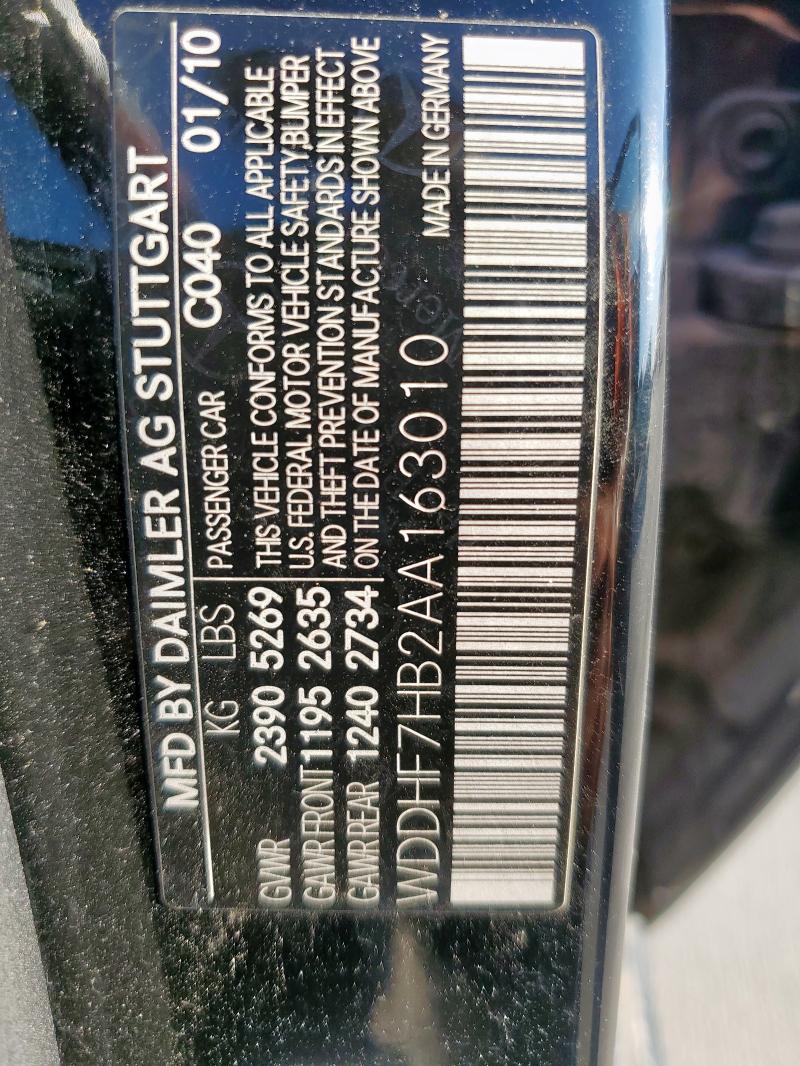 MFD BY DAIMLER AG STUTTGART
KG LBS PASSENGER CAR C040 01/10
GVWR 2390 5269 THIS VEHICLE CONFORMS TO ALL APPLICABLE
GAWR FRONT 1195 2635 U.S. FEDERAL MOTOR VEHICLE SAFETY,BUMPER
GAWR REAR 1240 2734 AND THEFT PREVENTION STANDARDS IN EFFECT
ON THE DATE OF MANUFACTURE SHOWN ABOVE
WDDHF7HB2AA163010 MADE IN GERMANY